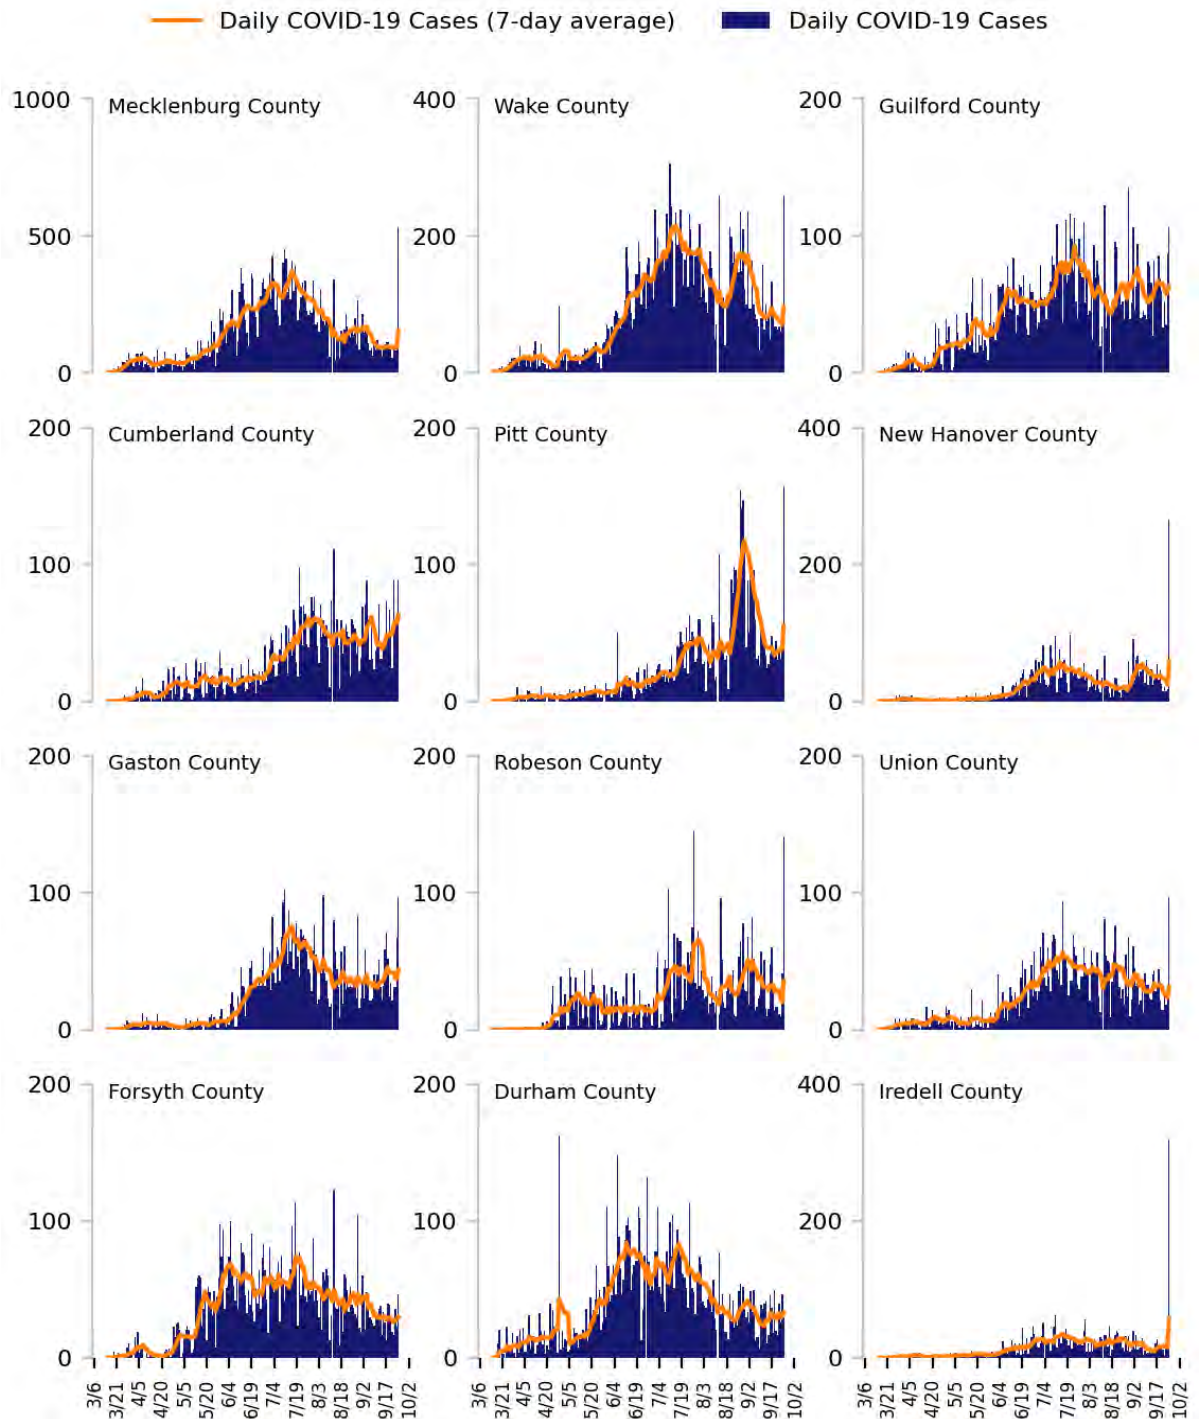 Daily COVID-19 Cases (7-day average) Daily COVID-19 Cases
1000 Mecklenburg County 400 Wake County 200 Guilford County
500 200 100
0 0 0
200 Cumberland County 200 Pitt County 400 New Hanover County
100 100 200
0 0 0
200 Gaston County 200 Robeson County 200 Union County
100 100 100
0 0 0
200 Forsyth County 200 Durham County 400 Iredell County
100 100 200
0 0 0
3/6 3/21 4/5 4/20 5/5 5/20 6/4 6/19 7/4 7/19 8/3 8/18 9/2 9/17 10/2 3/6 3/21 4/5 4/20 5/5 5/20 6/4 6/19 7/4 7/19 8/3 8/18 9/2 9/17 10/2 3/6 3/21 4/5 4/20 5/5 5/20 6/4 6/19 7/4 7/19 8/3 8/18 9/2 9/17 10/2